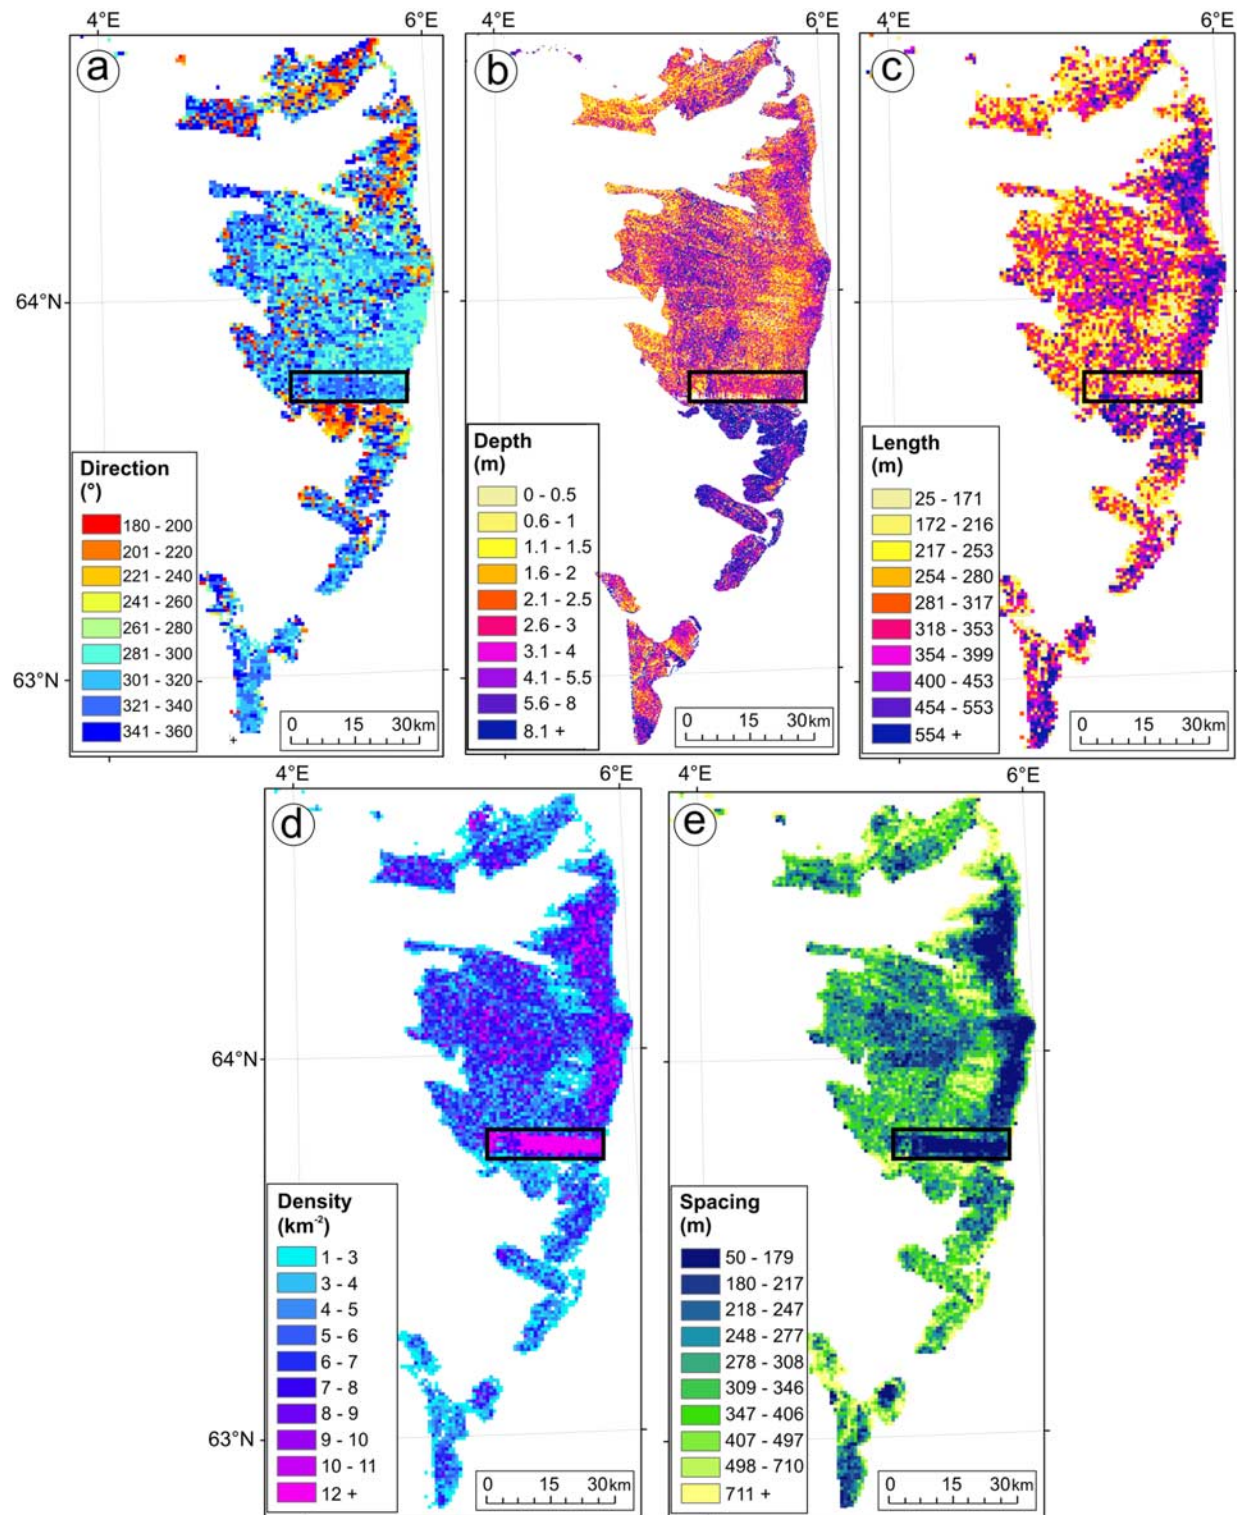 4°E 6°E 4°E 6°E 4°E 6°E
a b c
64°N
63°N
Direction
(°)
180 - 200
201 - 220
221 - 240
241 - 260
261 - 280
281 - 300
301 - 320
321 - 340
341 - 360
0 15 30km
Depth
(m)
0 - 0.5
0.6 - 1
1.1 - 1.5
1.6 - 2
2.1 - 2.5
2.6 - 3
3.1 - 4
4.1 - 5.5
5.6 - 8
8.1 +
0 15 30km
Length
(m)
25 - 171
172 - 216
217 - 253
254 - 280
281 - 317
318 - 353
354 - 399
400 - 453
454 - 553
554 +
0 15 30km
4°E 6°E 4°E 6°E
d e
64°N
63°N
Density
(km⁻²)
1 - 3
3 - 4
4 - 5
5 - 6
6 - 7
7 - 8
8 - 9
9 - 10
10 - 11
12 +
0 15 30km
Spacing
(m)
50 - 179
180 - 217
218 - 247
248 - 277
278 - 308
309 - 346
347 - 406
407 - 497
498 - 710
711 +
0 15 30km